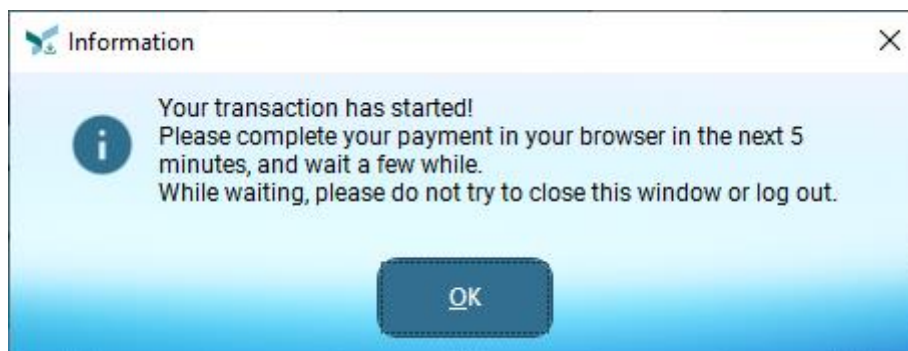 Information
Your transaction has started!
Please complete your payment in your browser in the next 5
minutes, and wait a few while.
While waiting, please do not try to close this window or log out.
OK